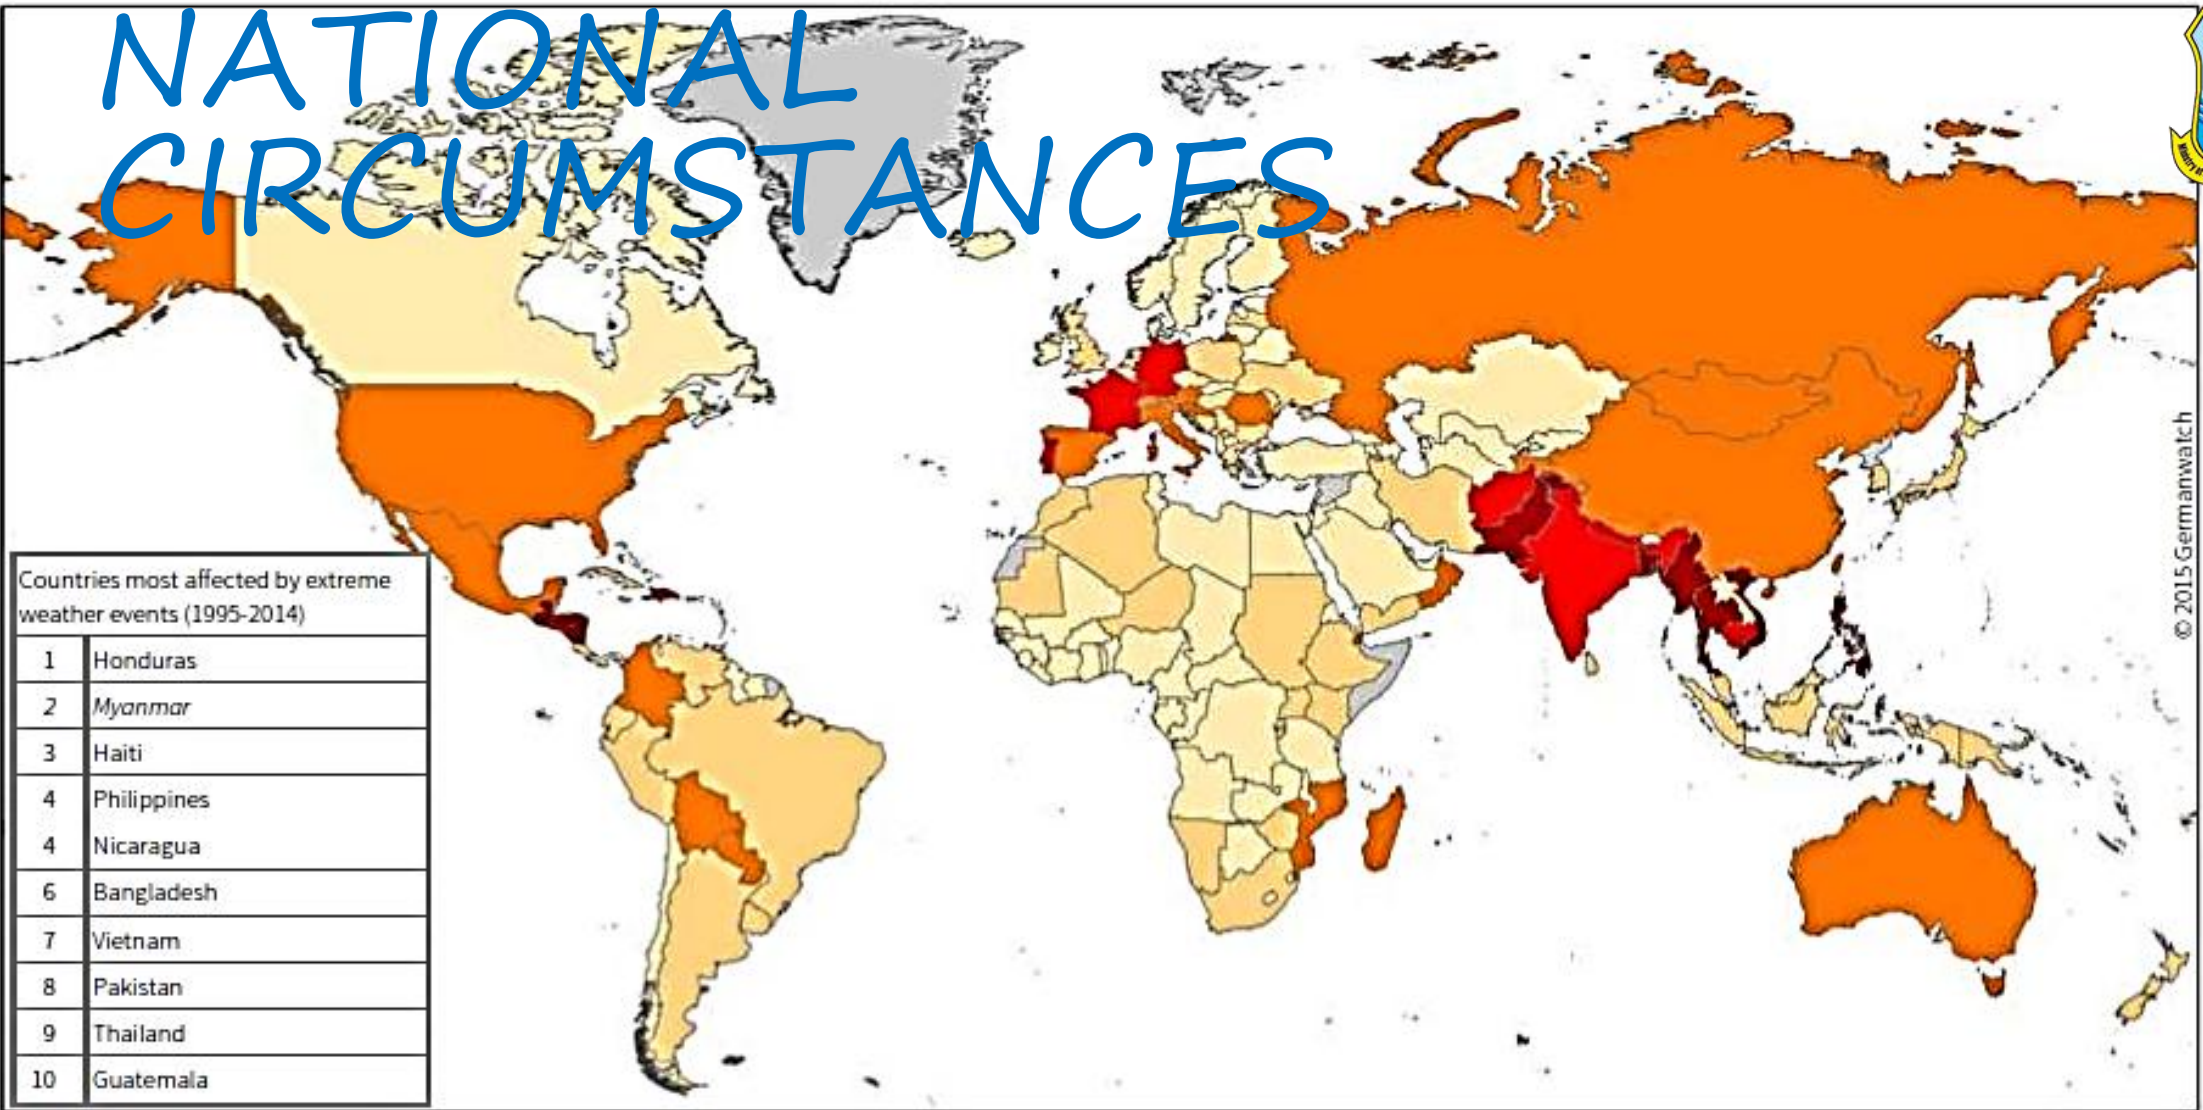 NATIONAL
CIRCUMSTANCES
Countries most affected by extreme
weather events (1995-2014)
1 Honduras
2 Myanmar
3 Haiti
4 Philippines
4 Nicaragua
6 Bangladesh
7 Vietnam
8 Pakistan
9 Thailand
10 Guatemala
© 2015 Germanwatch
Ministry